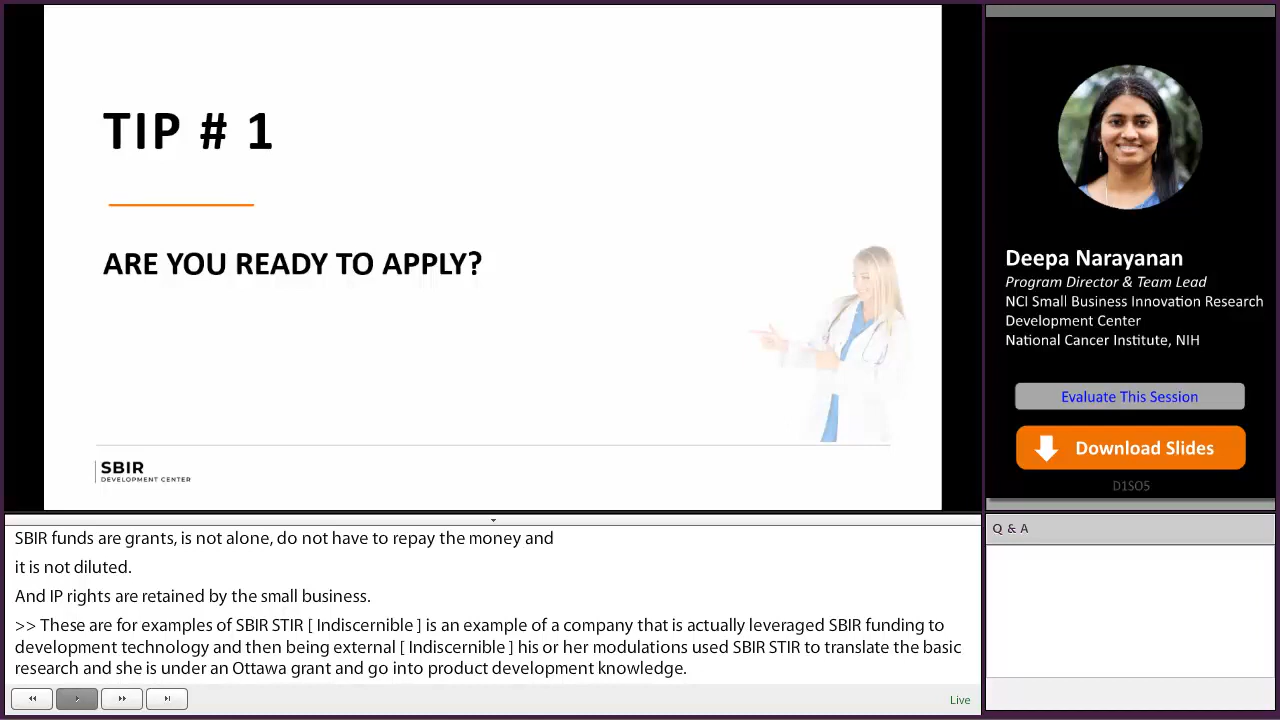 TIP # 1
ARE YOU READY TO APPLY?
SBIR
DEVELOPMENT CENTER
Deepa Narayanan
Program Director & Team Lead
NCI Small Business Innovation Research
Development Center
National Cancer Institute, NIH
Evaluate This Session
Download Slides
D1SO5
SBIR funds are grants, is not alone, do not have to repay the money and
it is not diluted.
And IP rights are retained by the small business.
>> These are for examples of SBIR STIR [ Indiscernible ] is an example of a company that is actually leveraged SBIR funding to
development technology and then being external [ Indiscernible ] his or her modulations used SBIR STIR to translate the basic
research and she is under an Ottawa grant and go into product development knowledge.
Live
Q & A